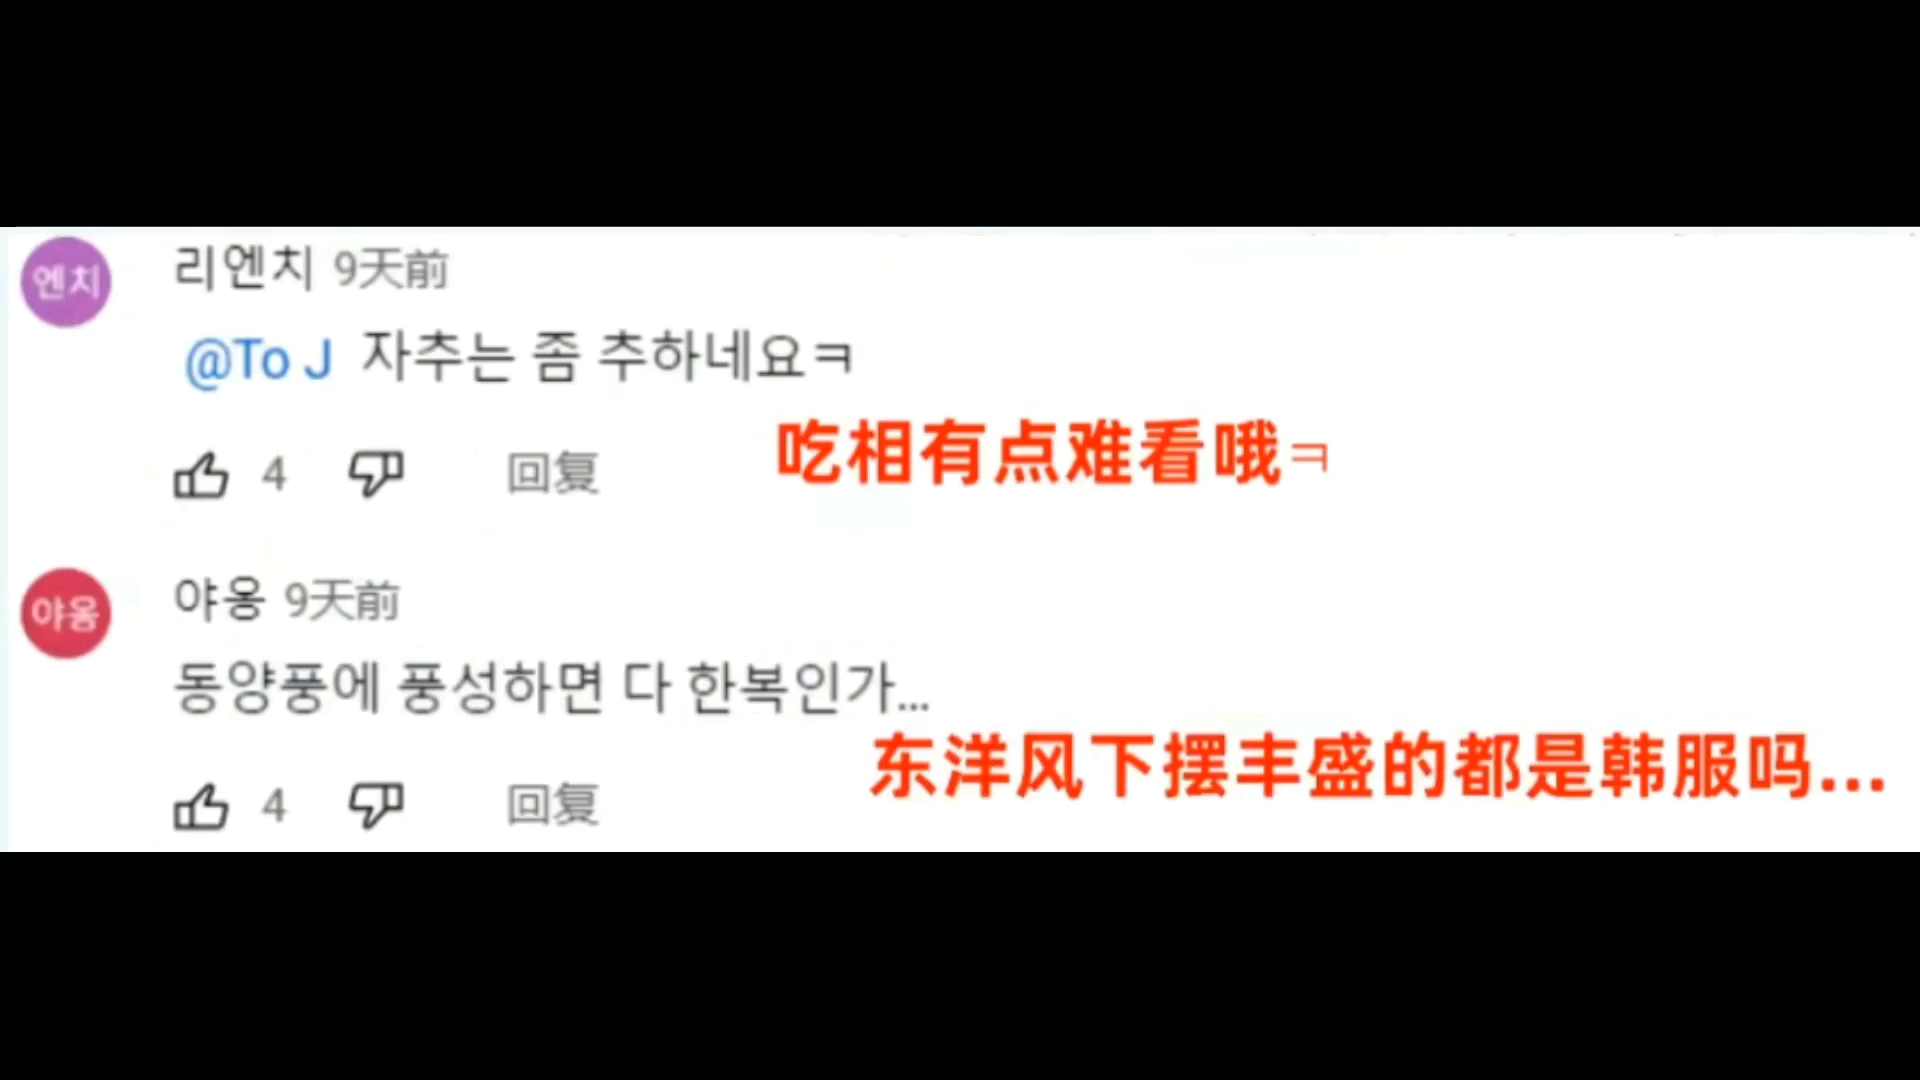 엔치
리엔치 9天前
@To J 자추는 좀 추하네요ㅋ
4 回复
吃相有点难看哦ㅋ
야옹
야옹 9天前
동양풍에 풍성하면 다 한복인가...
东洋风下摆丰盛的都是韩服吗...
4 回复